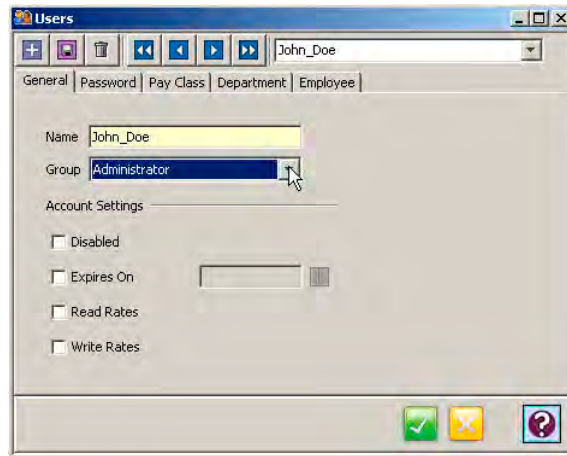 Users
John_Doe
General Password Pay Class Department Employee
Name John_Doe
Group Administrator
Account Settings
Disabled
Expires On
Read Rates
Write Rates